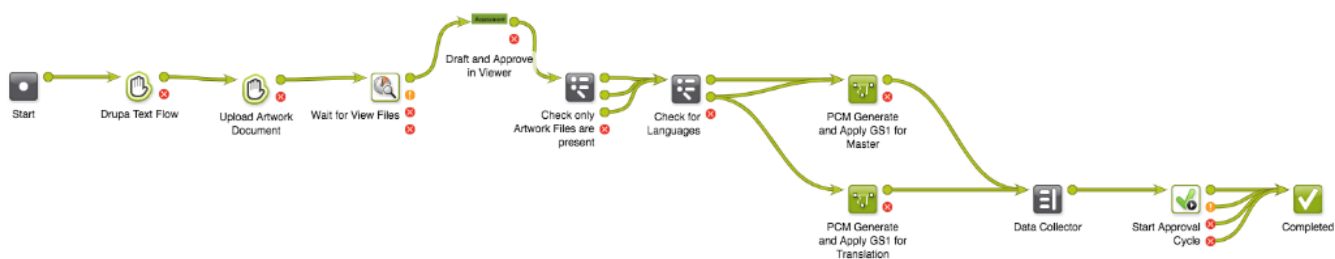 Start
Drupa Text Flow
Upload Artwork
Document
Wait for View Files
Assessment
Draft and Approve
in Viewer
Check only
Artwork Files are
present
Check for
Languages
PCM Generate
and Apply GS1 for
Master
PCM Generate
and Apply GS1 for
Translation
Data Collector
Start Approval
Cycle
Completed